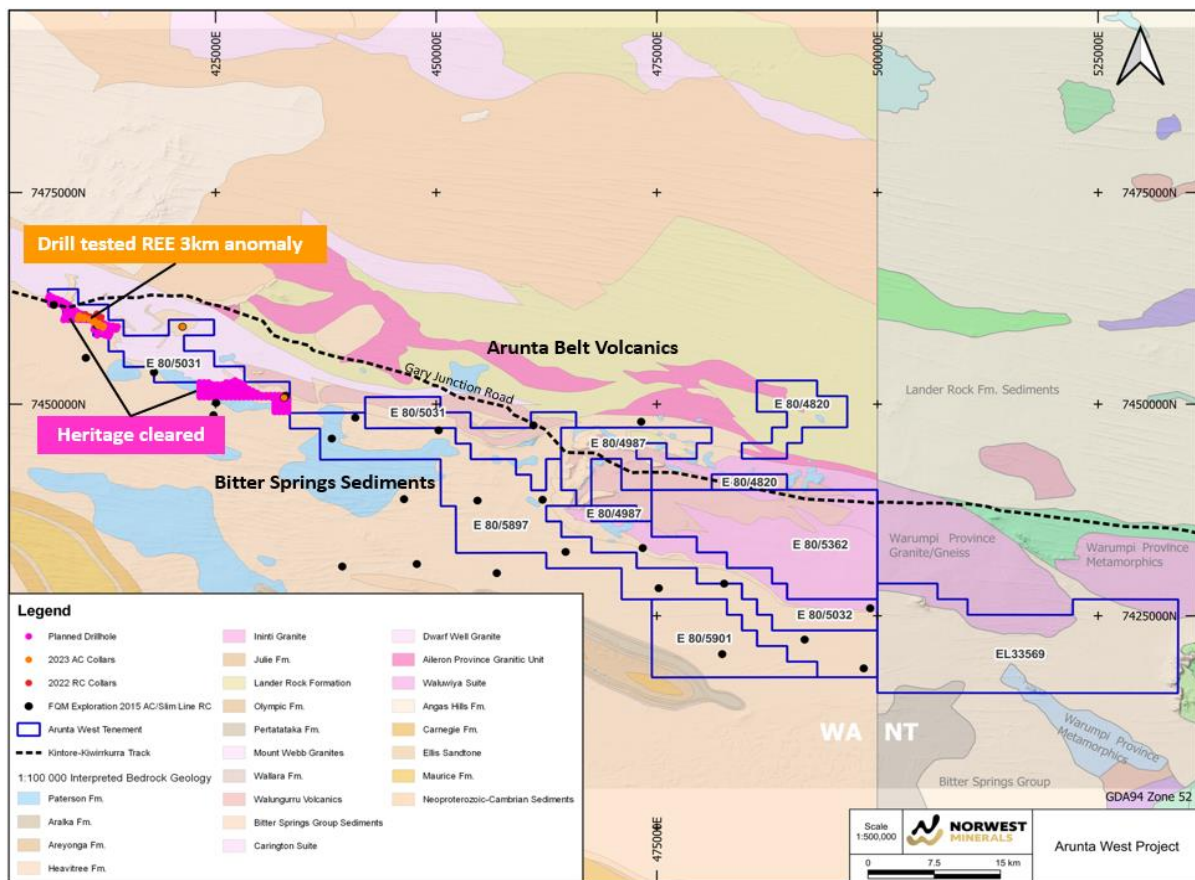 425000E
450000E
475000E
500000E
525000E
7475000N
7475000N
Drill tested REE 3km anomaly
Arunta Belt Volcanics
Gary Junction Road
E 80/5031
7450000N
E 80/5031
E 80/4820
Lander Rock Fm. Sediments
7450000N
Heritage cleared
E 80/4987
Bitter Springs Sediments
E 80/4820
E 80/5897
E 80/4987
E 80/5362
Warumpi Province
Granite/Gneiss
Warumpi Province
Metamorphics
E 80/5032
7425000N
E 80/5901
EL33569
WA NT
Warumpi Province
Metamorphics
Bitter Springs Group
GDA94 Zone 52
475000E
Legend
Planned Drillhole
2023 AC Collars
2022 RC Collars
FQM Exploration 2015 AC/Slim Line RC
Arunta West Tenement
Kintore-Kiwirrkurra Track
1:100 000 Interpreted Bedrock Geology
Paterson Fm.
Aralka Fm.
Areyonga Fm.
Heavitree Fm.
Ininti Granite
Julie Fm.
Lander Rock Formation
Olympic Fm.
Pertatataka Fm.
Mount Webb Granites
Wallara Fm.
Walungurru Volcanics
Bitter Springs Group Sediments
Carington Suite
Dwarf Well Granite
Aileron Province Granitic Unit
Waluwiya Suite
Angas Hills Fm.
Carnegie Fm.
Ellis Sandtone
Maurice Fm.
Neoproterozoic-Cambrian Sediments
Scale
1:500,000
NORWEST
MINERALS
0 7.5 15 km
Arunta West Project